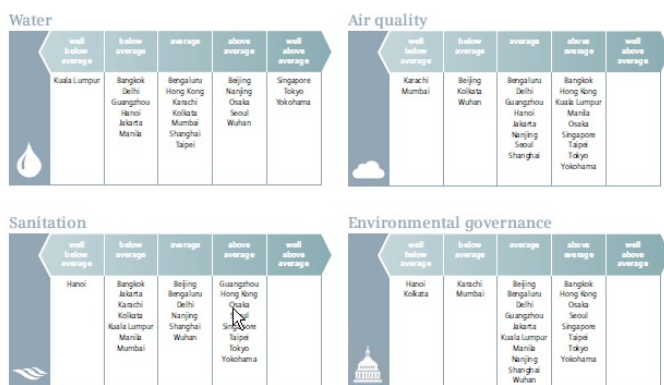 Water
well
below
average
below
average
average
above
average
well
above
average
Kuala Lumpur
Bangkok
Delhi
Guangzhou
Hanoi
Jakarta
Manila
Bengaluru
Hong Kong
Karachi
Kolkata
Mumbai
Shanghai
Taipei
Beijing
Nanjing
Osaka
Seoul
Wuhan
Singapore
Tokyo
Yokohama
Air quality
well
below
average
below
average
average
above
average
well
above
average
Karachi
Mumbai
Beijing
Kolkata
Wuhan
Bengaluru
Delhi
Guangzhou
Hanoi
Jakarta
Nanjing
Seoul
Shanghai
Bangkok
Hong Kong
Kuala Lumpur
Manila
Osaka
Singapore
Taipei
Tokyo
Yokohama
Sanitation
well
below
average
below
average
average
above
average
well
above
average
Hanoi
Bangkok
Jakarta
Karachi
Kolkata
Kuala Lumpur
Manila
Mumbai
Beijing
Bengaluru
Delhi
Nanjing
Shanghai
Wuhan
Guangzhou
Hong Kong
Osaka
Singapore
Taipei
Tokyo
Yokohama
Environmental governance
well
below
average
below
average
average
above
average
well
above
average
Hanoi
Kolkata
Karachi
Mumbai
Beijing
Bengaluru
Delhi
Guangzhou
Jakarta
Kuala Lumpur
Manila
Nanjing
Shanghai
Wuhan
Bangkok
Hong Kong
Osaka
Seoul
Singapore
Taipei
Tokyo
Yokohama